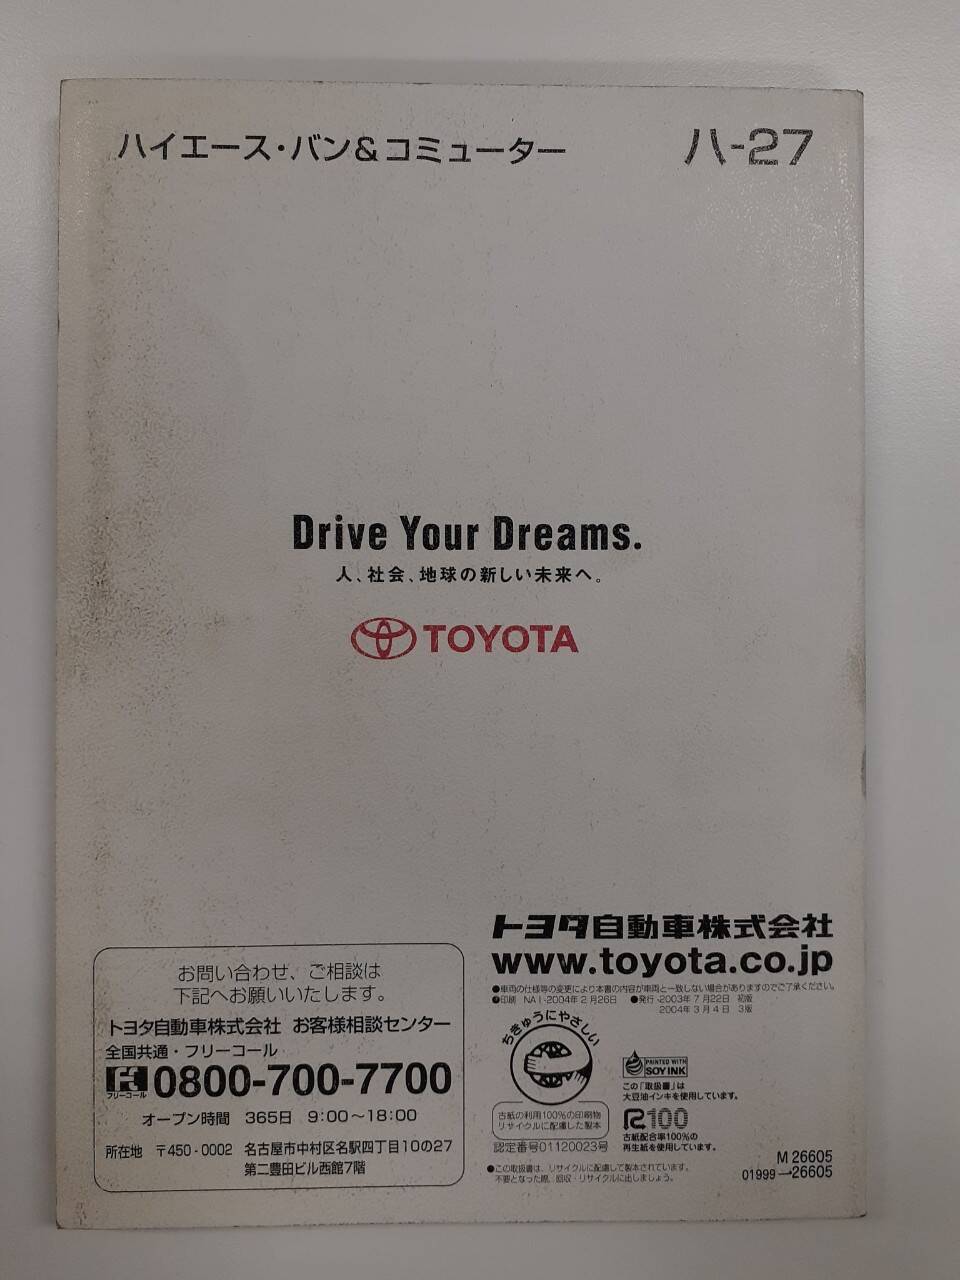 ハイエース・バン&コミューター
ハ-27
Drive Your Dreams.
人、社会、地球の新しい未来へ。
TOYOTA
お問い合わせ、ご相談は
下記へお願いいたします。
トヨタ自動車株式会社 お客様相談センター
全国共通・フリーコール
フリーコール 0800-700-7700
オープン時間 365日 9:00～18:00
所在地 〒450-0002 名古屋市中村区名駅四丁目10の27
第二豊田ビル西館7階
トヨタ自動車株式会社
www.toyota.co.jp
●車両の仕様等の変更により本書の内容が車両と一致しない場合がありますのでご了承ください。
印刷 NAI-2004年2月26日 ●発行-2003年7月22日 初版
2004年3月4日 3版
ちきゅうにやさしい
古紙の利用100%の印刷物
リサイクルに配慮した製本
認定番号01120023号
PRINTED WITH
SOY INK
この「取扱書」は
大豆油インキを使用しています。
R100
古紙配合率100%の
再生紙を使用しています。
●この取扱書は、リサイクルに配慮して製本されています。
不要となった際、回収・リサイクルに出しましょう。
M 26605
01999→26605